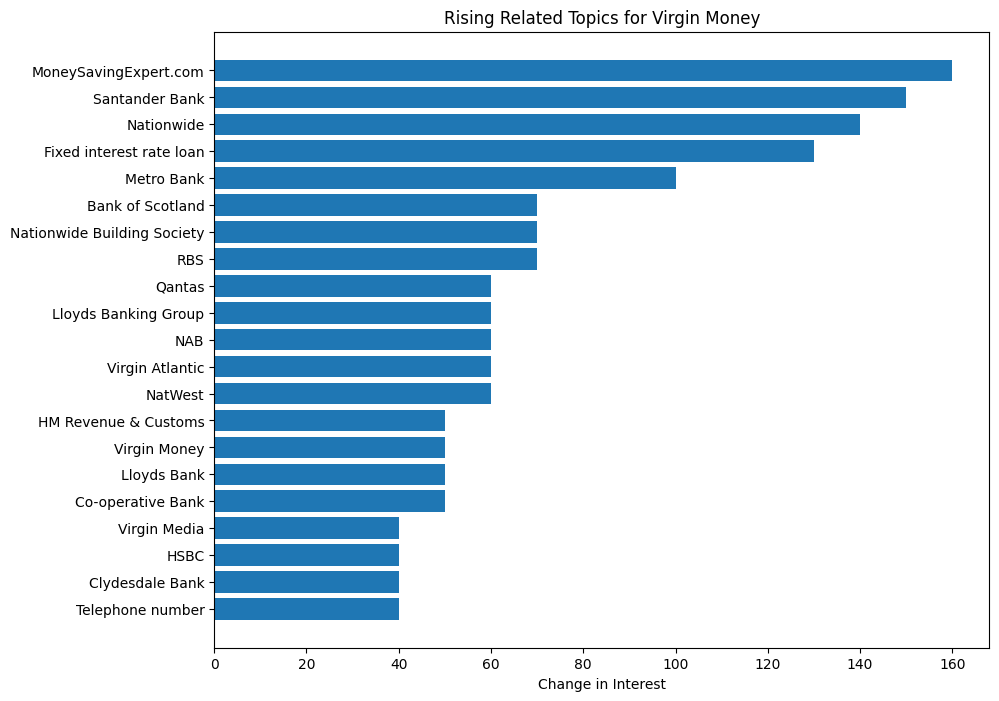 Rising Related Topics for Virgin Money
MoneySavingExpert.com
Santander Bank
Nationwide
Fixed interest rate loan
Metro Bank
Bank of Scotland
Nationwide Building Society
RBS
Qantas
Lloyds Banking Group
NAB
Virgin Atlantic
NatWest
HM Revenue & Customs
Virgin Money
Lloyds Bank
Co-operative Bank
Virgin Media
HSBC
Clydesdale Bank
Telephone number
0 20 40 60 80 100 120 140 160
Change in Interest